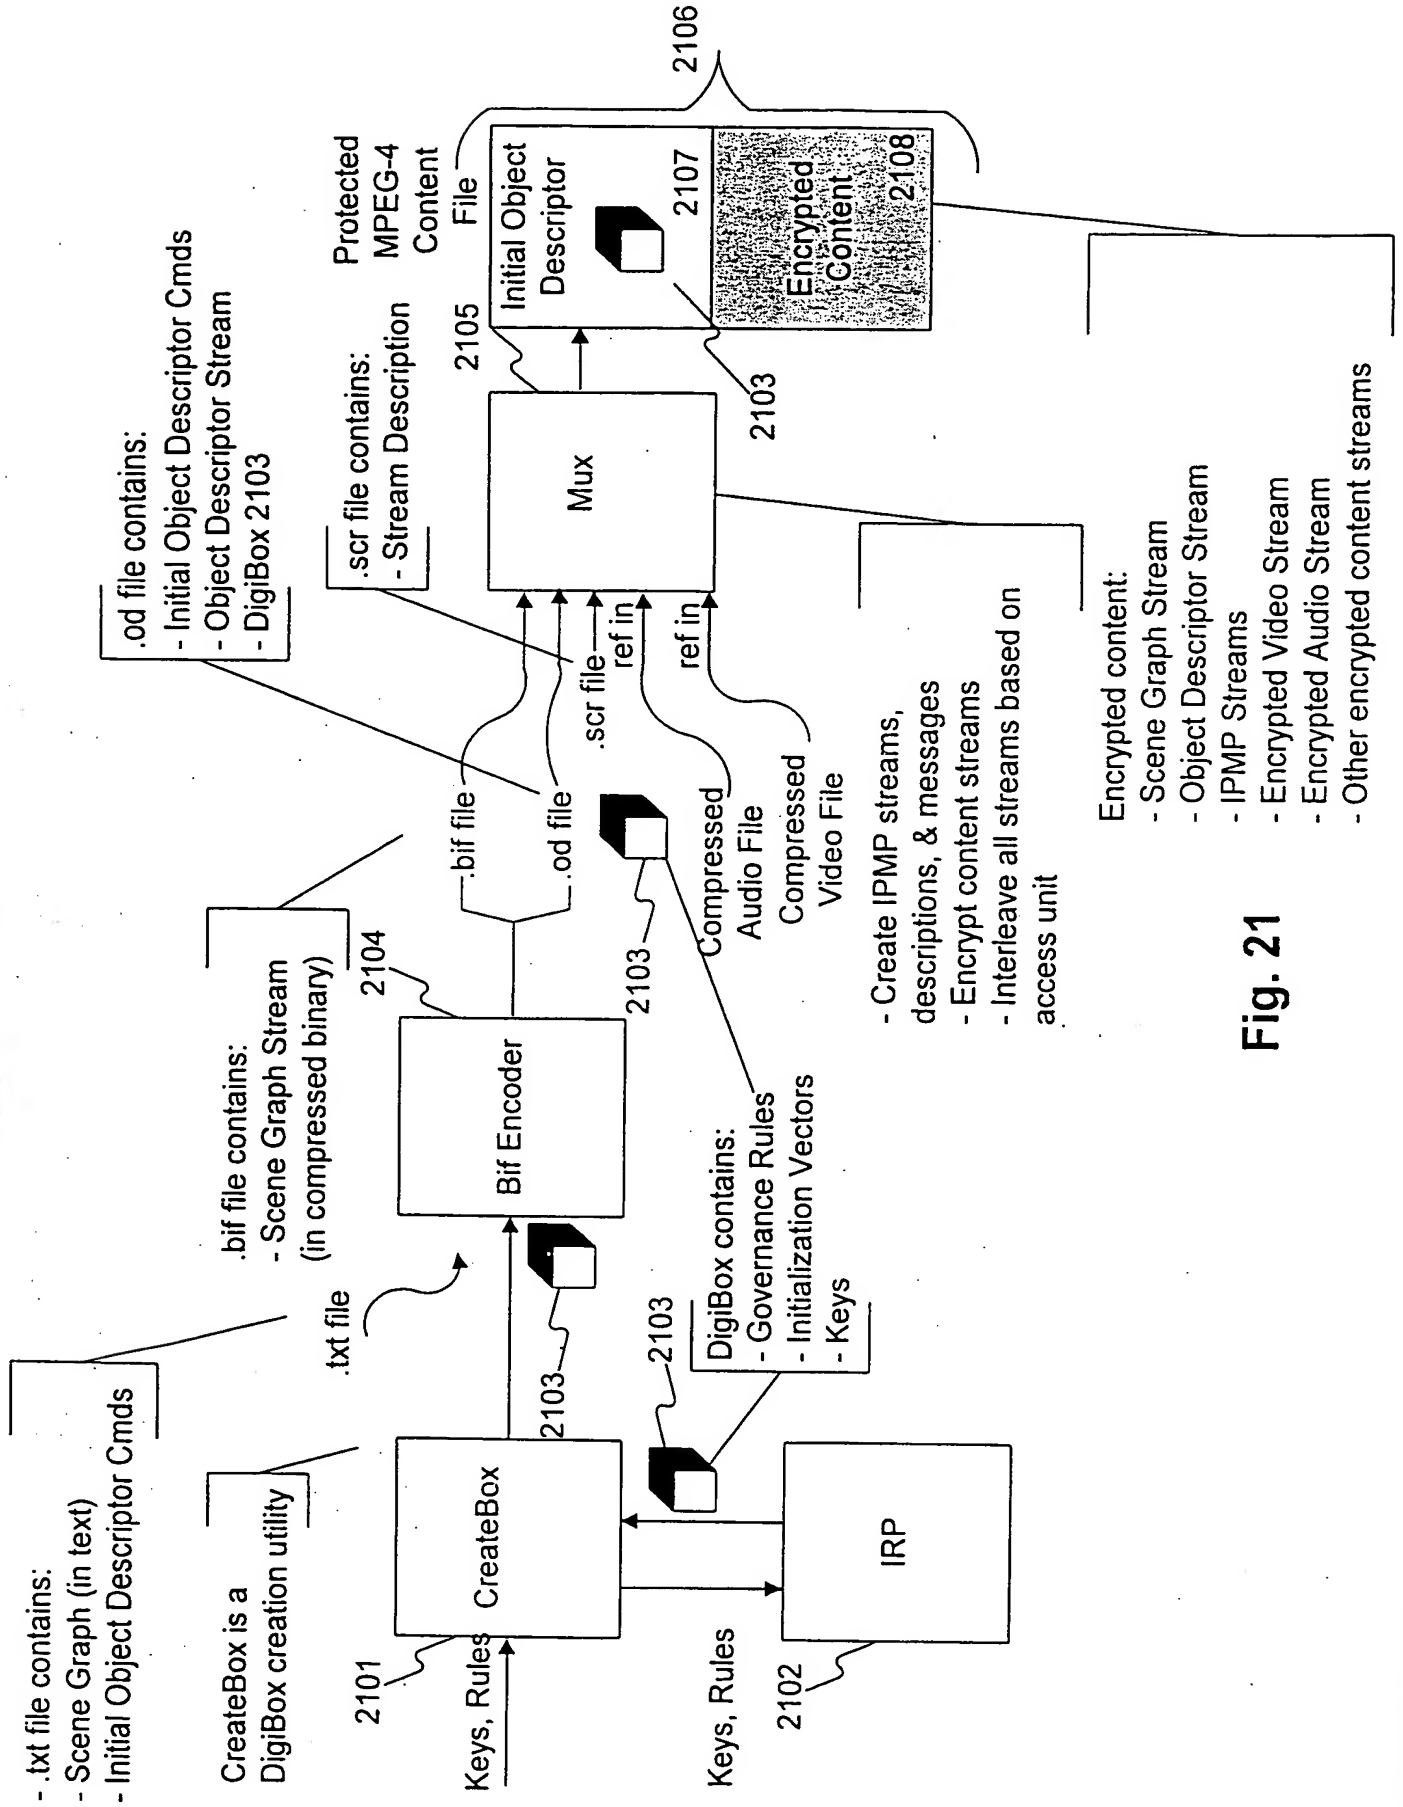 - .txt file contains:
- Scene Graph (in text)
- Initial Object Descriptor Cmds
CreateBox is a
DigiBox creation utility
2101
Keys, Rules
CreateBox
Keys, Rules
2102
IRP
2103
DigiBox contains:
- Governance Rules
- Initialization Vectors
- Keys
.txt file
2103
.bif file contains:
- Scene Graph Stream
(in compressed binary)
2104
Bif Encoder
.bif file
.od file
2103
.od file contains:
- Initial Object Descriptor Cmds
- Object Descriptor Stream
- DigiBox 2103
.scr file contains:
- Stream Description
.scr file
ref in
ref in
Compressed
Audio File
Compressed
Video File
2105
Mux
- Create IPMP streams,
descriptions, & messages
- Encrypt content streams
- Interleave all streams based on
access unit
Protected
MPEG-4
Content
File
Initial Object
Descriptor
2107
2103
Encrypted
Content
2108
2106
Encrypted content:
- Scene Graph Stream
- Object Descriptor Stream
- IPMP Streams
- Encrypted Video Stream
- Encrypted Audio Stream
- Other encrypted content streams
Fig. 21